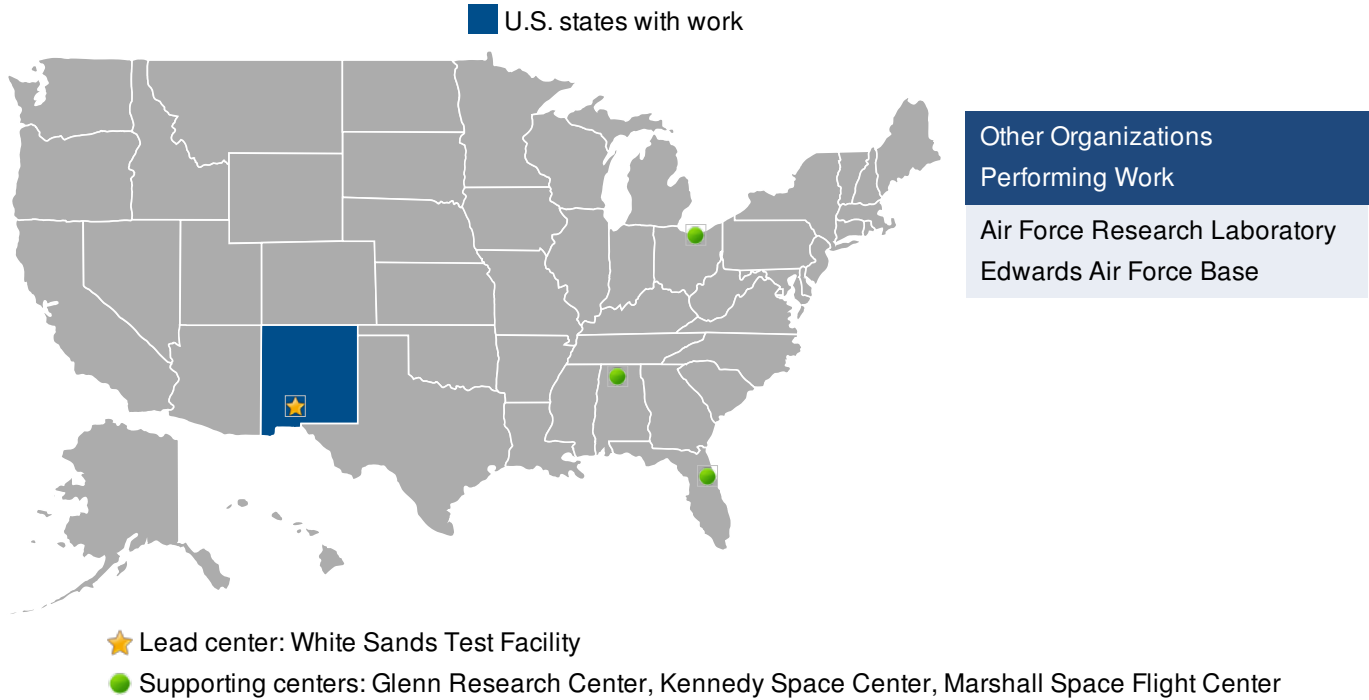 U.S. states with work
Other Organizations
Performing Work
Air Force Research Laboratory
Edwards Air Force Base
Lead center: White Sands Test Facility
Supporting centers: Glenn Research Center, Kennedy Space Center, Marshall Space Flight Center